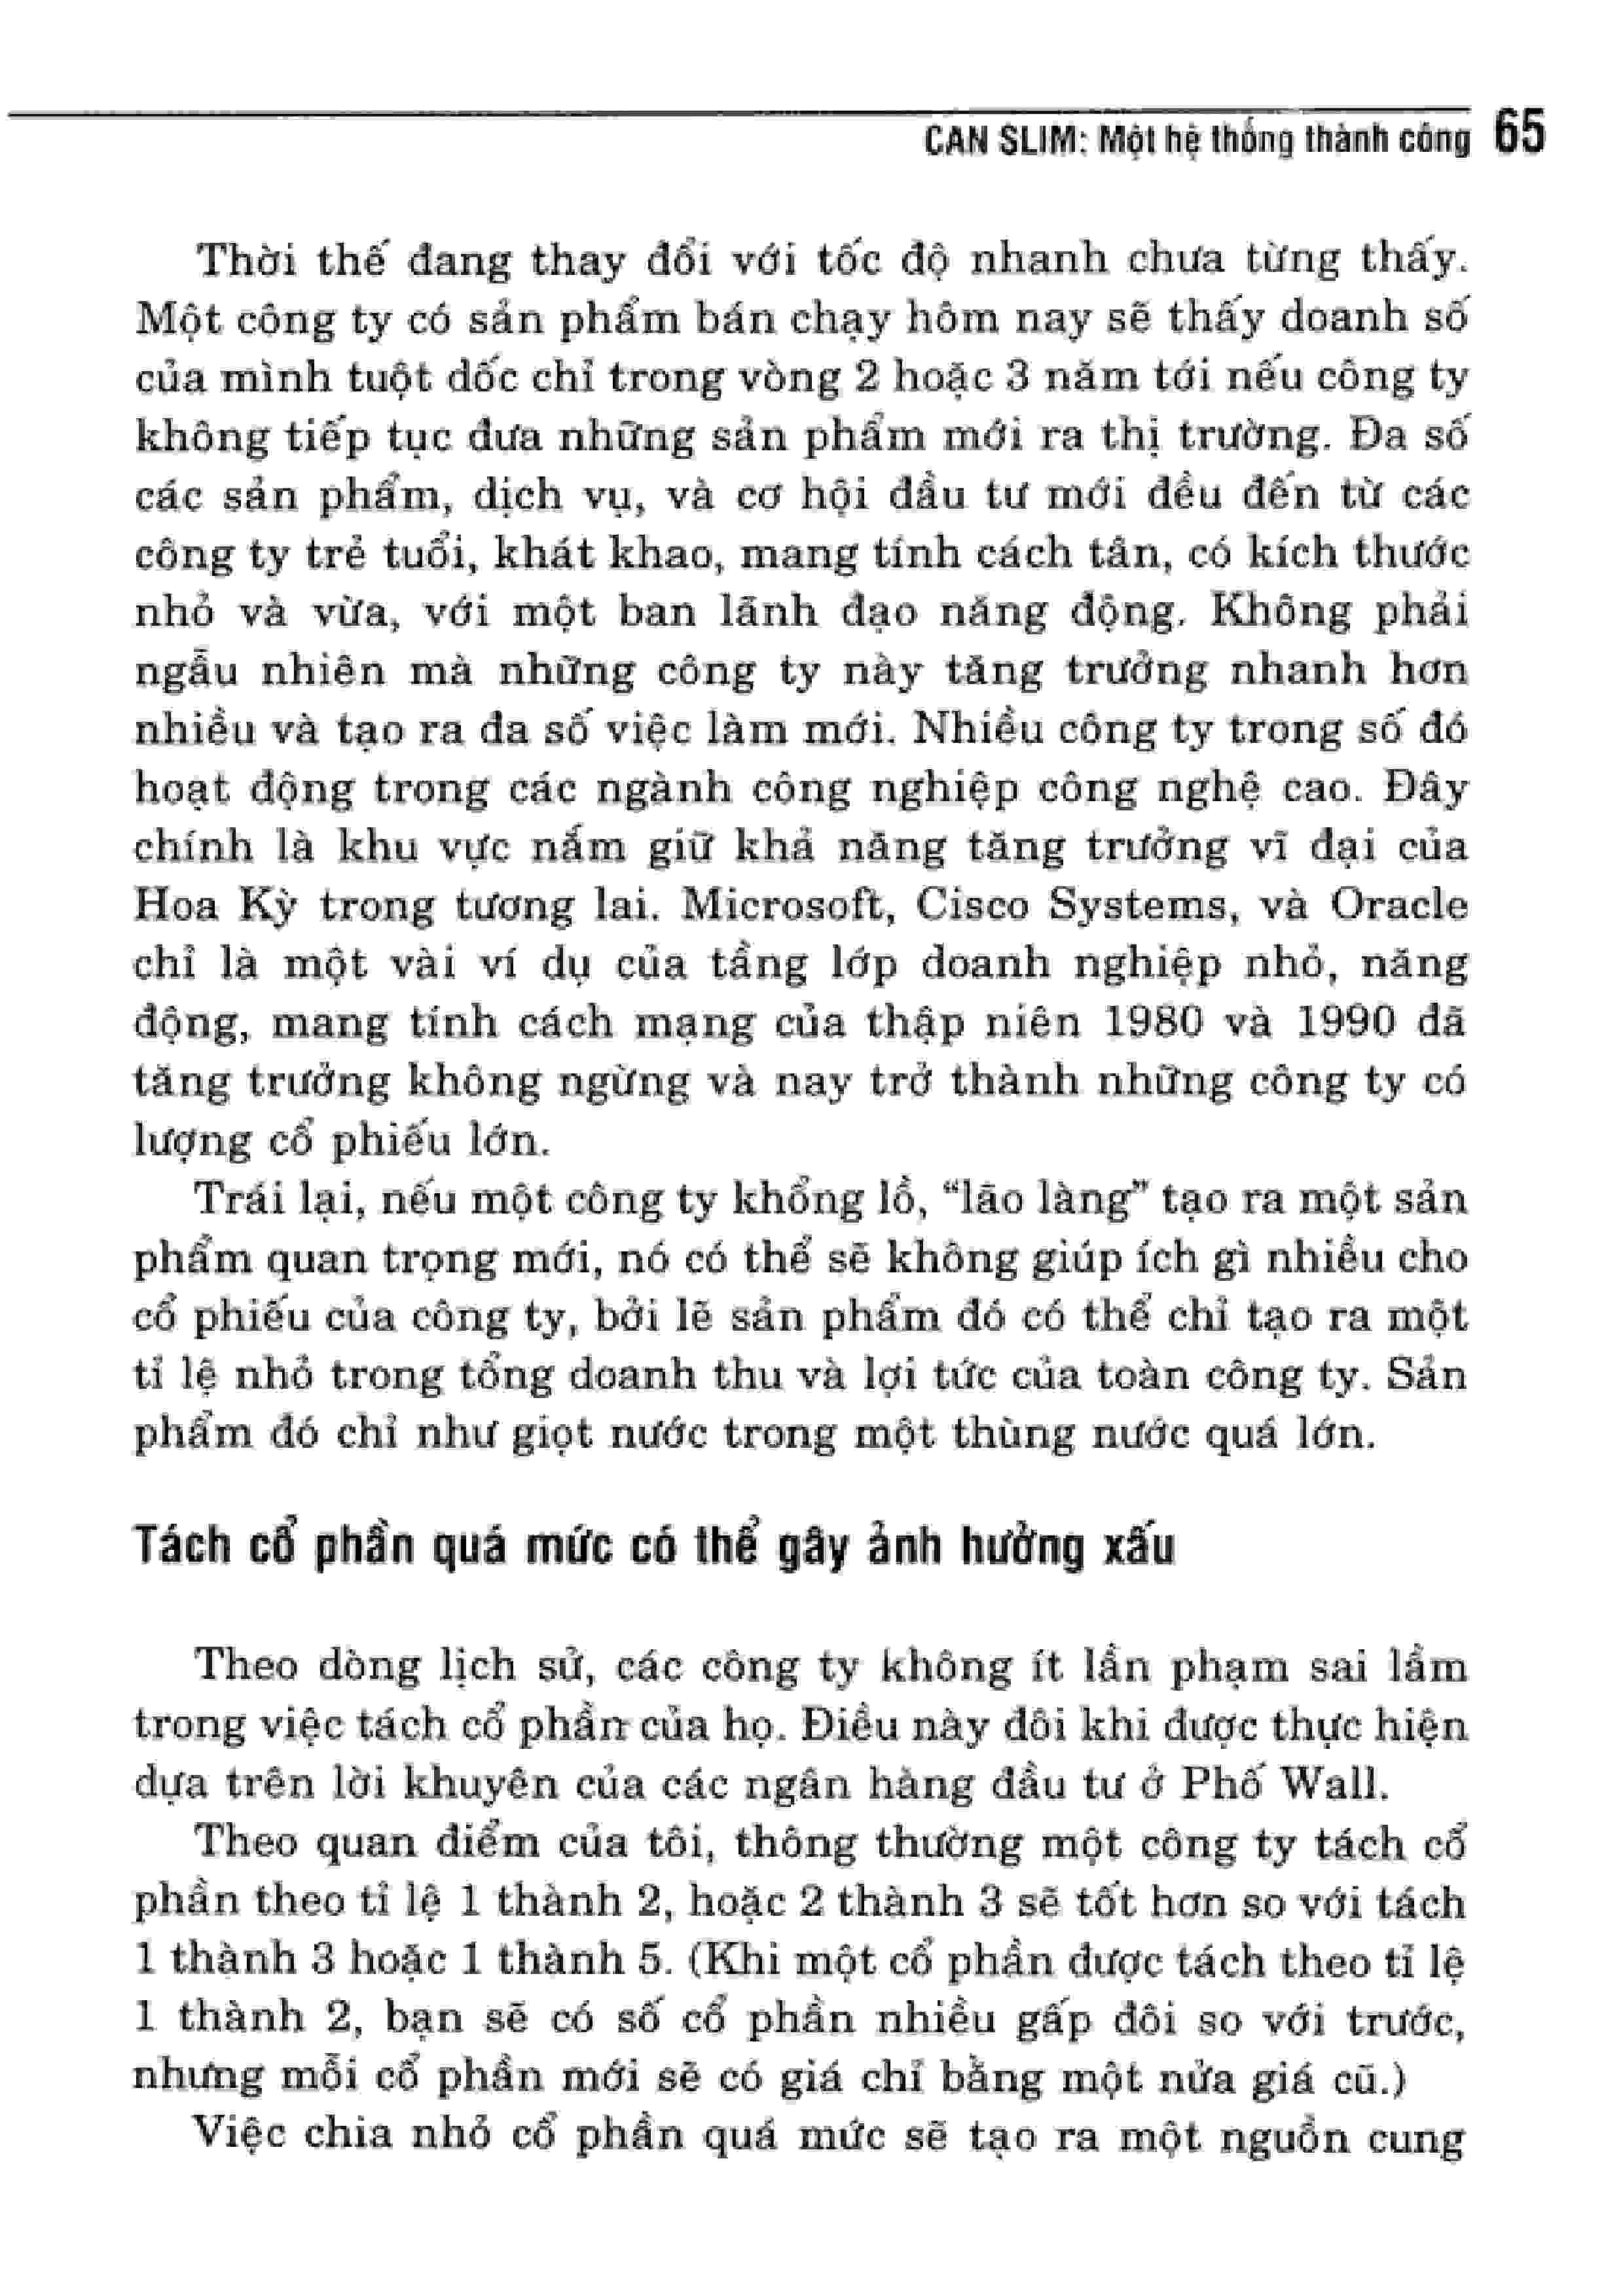 CAN SLIM: Một hệ thống thành công 65
Thời thế đang thay đổi với tốc độ nhanh chưa từng thấy.
Một công ty có sản phẩm bán chạy hôm nay sẽ thấy doanh số
của mình tuột dốc chỉ trong vòng 2 hoặc 3 năm tới nếu công ty
không tiếp tục đưa những sản phẩm mới ra thị trường. Đa số
các sản phẩm, dịch vụ, và cơ hội đầu tư mới đều đến từ các
công ty trẻ tuổi, khát khao, mang tính cách tân, có kích thước
nhỏ và vừa, với một ban lãnh đạo năng động. Không phải
ngẫu nhiên mà những công ty này tăng trưởng nhanh hơn
nhiều và tạo ra đa số việc làm mới. Nhiều công ty trong số đó
hoạt động trong các ngành công nghiệp công nghệ cao. Đây
chính là khu vực nắm giữ khả năng tăng trưởng vĩ đại của
Hoa Kỳ trong tương lai. Microsoft, Cisco Systems, và Oracle
chỉ là một vài ví dụ của tầng lớp doanh nghiệp nhỏ, năng
động, mang tính cách mạng của thập niên 1980 và 1990 đã
tăng trưởng không ngừng và nay trở thành những công ty có
lượng cổ phiếu lớn.
Trái lại, nếu một công ty khổng lồ, “lão làng” tạo ra một sản
phẩm quan trọng mới, nó có thể sẽ không giúp ích gì nhiều cho
cổ phiếu của công ty, bởi lẽ sản phẩm đó có thể chỉ tạo ra một
tỉ lệ nhỏ trong tổng doanh thu và lợi tức của toàn công ty. Sản
phẩm đó chỉ như giọt nước trong một thùng nước quá lớn.
Tách cổ phần quá mức có thể gây ảnh hưởng xấu
Theo dòng lịch sử, các công ty không ít lần phạm sai lầm
trong việc tách cổ phần của họ. Điều này đôi khi được thực hiện
dựa trên lời khuyên của các ngân hàng đầu tư ở Phố Wall.
Theo quan điểm của tôi, thông thường một công ty tách cổ
phần theo tỉ lệ 1 thành 2, hoặc 2 thành 3 sẽ tốt hơn so với tách
1 thành 3 hoặc 1 thành 5. (Khi một cổ phần được tách theo tỉ lệ
1 thành 2, bạn sẽ có số cổ phần nhiều gấp đôi so với trước,
nhưng mỗi cổ phần mới sẽ có giá chỉ bằng một nửa giá cũ.)
Việc chia nhỏ cổ phần quá mức sẽ tạo ra một nguồn cung